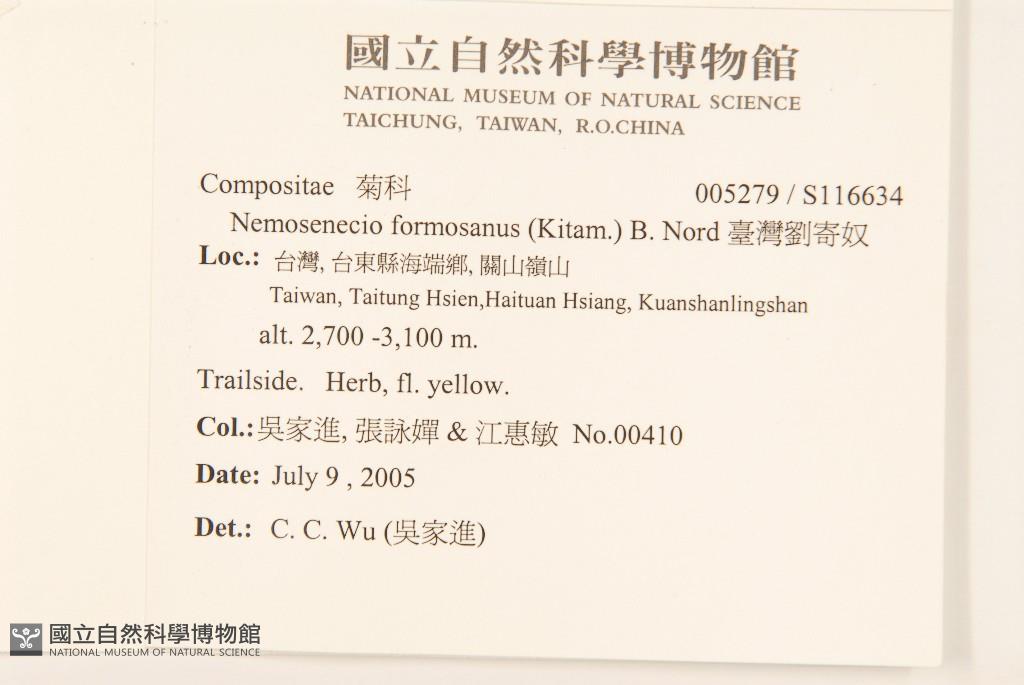 國立自然科學博物館
NATIONAL MUSEUM OF NATURAL SCIENCE
TAICHUNG, TAIWAN, R.O.CHINA
Compositae 菊科 005279 / S116634
Nemosenecio formosanus (Kitam.) B. Nord 臺灣劉寄奴
Loc.: 台灣, 台東縣海端鄉, 關山嶺山
Taiwan, Taitung Hsien,Haituan Hsiang, Kuanshanlingshan
alt. 2,700 -3,100 m.
Trailside. Herb, fl. yellow.
Col.:吳家進, 張詠嬋 & 江惠敏 No.00410
Date: July 9 , 2005
Det.: C. C. Wu (吳家進)
國立自然科學博物館
NATIONAL MUSEUM OF NATURAL SCIENCE